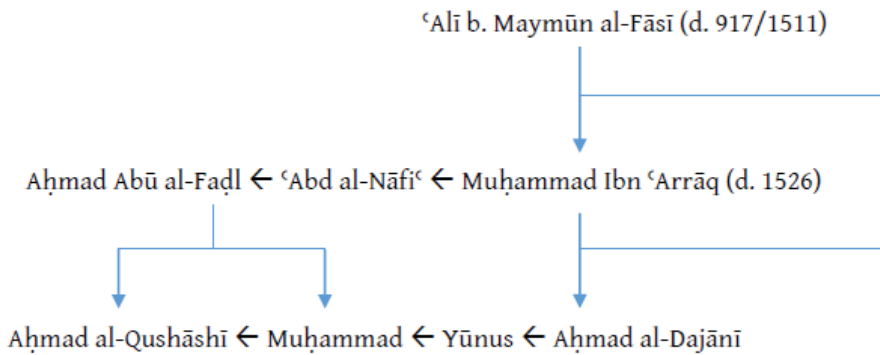 ʿAlī b. Maymūn al-Fāsī (d. 917/1511)
Aḥmad Abū al-Faḍl ← ʿAbd al-Nāfiʿ ← Muḥammad Ibn ʿArrāq (d. 1526)
Aḥmad al-Qushāshī ← Muḥammad ← Yūnus ← Aḥmad al-Dajānī